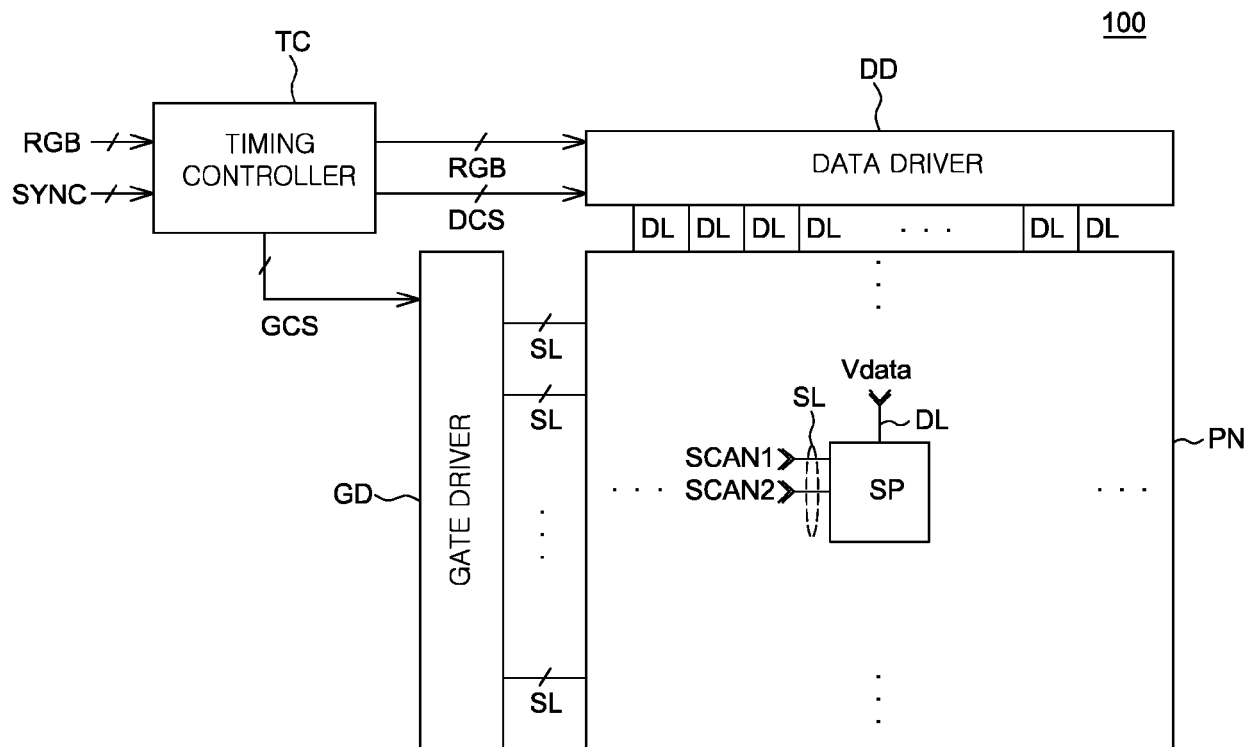 100
TC
DD
RGB
SYNC
TIMING
CONTROLLER
RGB
DCS
DATA DRIVER
DL DL DL DL · · · DL DL
GCS
SL
SL
Vdata
SL
DL
PN
SCAN1
SCAN2
SP
GD
GATE DRIVER
SL